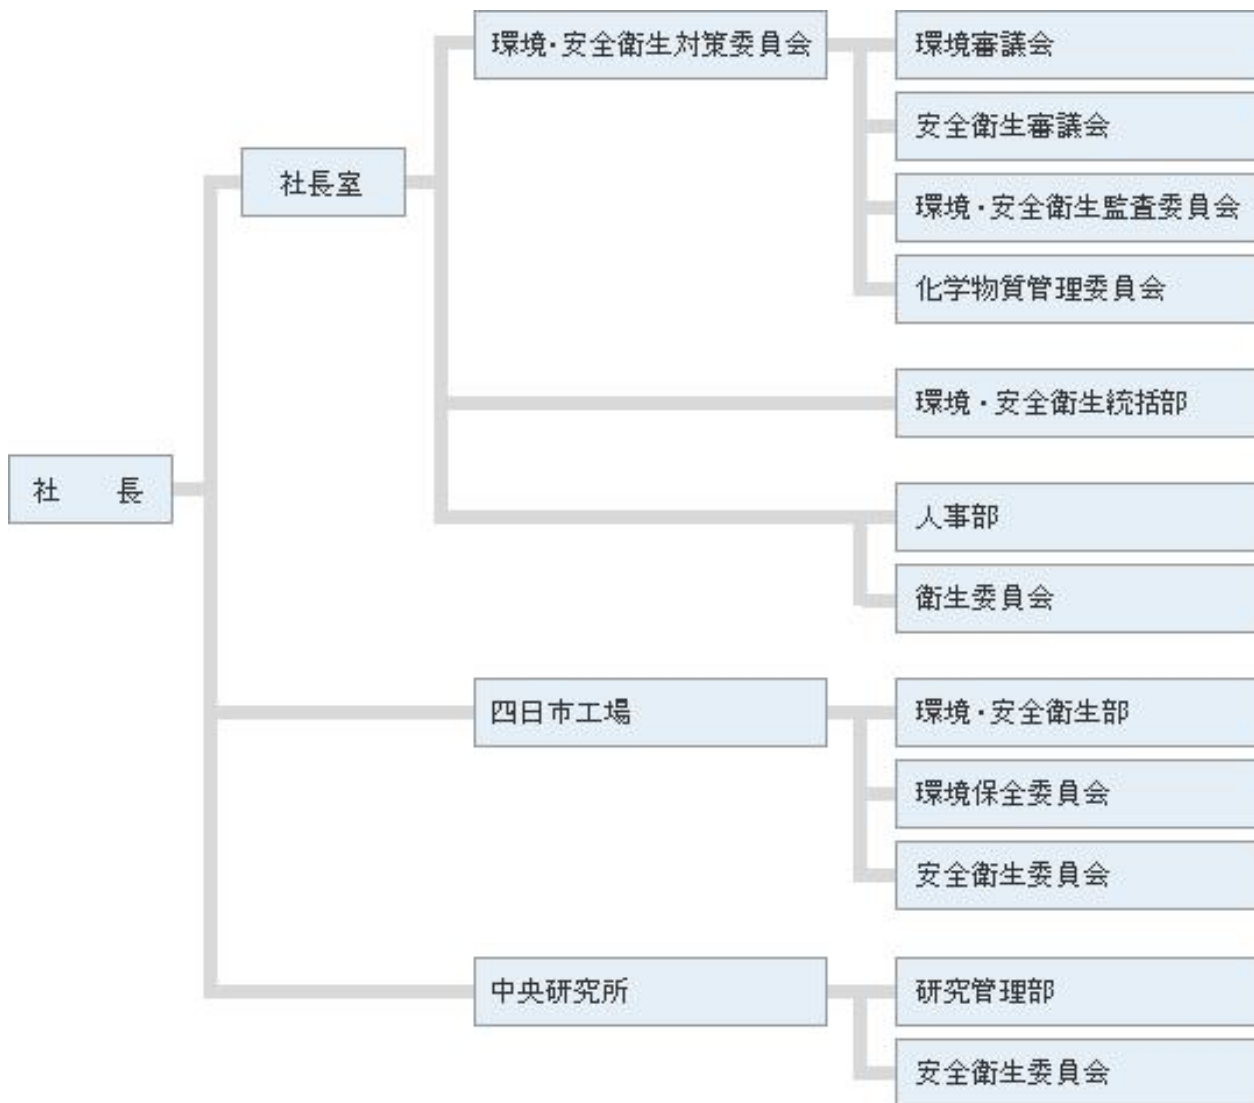 環境・安全衛生対策委員会
環境審議会
安全衛生審議会
社長室
環境・安全衛生監査委員会
化学物質管理委員会
環境・安全衛生統括部
社　長
人事部
衛生委員会
四日市工場
環境・安全衛生部
環境保全委員会
安全衛生委員会
中央研究所
研究管理部
安全衛生委員会